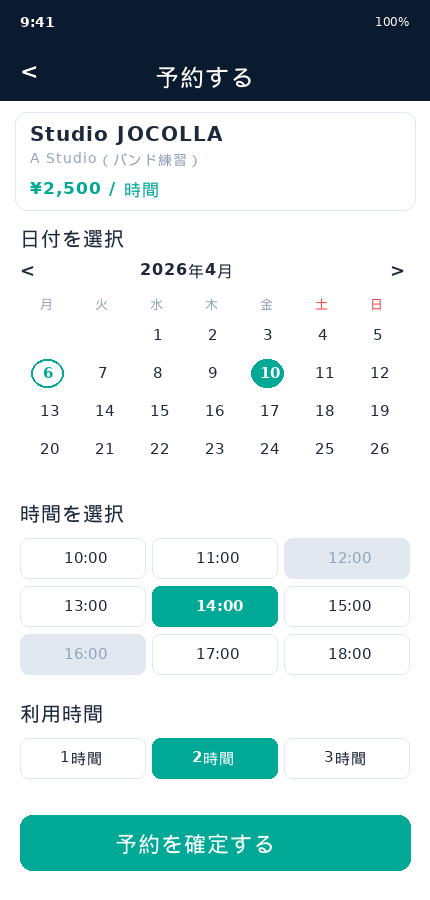 9:41 100%
< 予約する
Studio JOCOLLA
A Studio（バンド練習）
¥2,500 / 時間
日付を選択
< 2026年4月 >
月 火 水 木 金 土 日
1 2 3 4 5
6 7 8 9 10 11 12
13 14 15 16 17 18 19
20 21 22 23 24 25 26
時間を選択
10:00 11:00 12:00
13:00 14:00 15:00
16:00 17:00 18:00
利用時間
1時間 2時間 3時間
予約を確定する